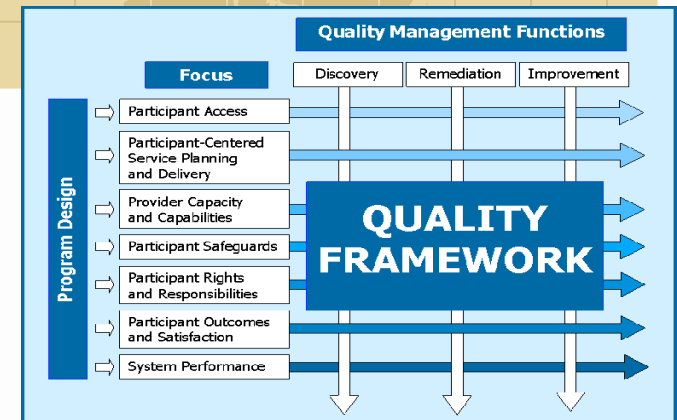 Quality Management Functions
Focus
Discovery
Remediation
Improvement
Program Design
Participant Access
Participant-Centered
Service Planning
and Delivery
Provider Capacity
and Capabilities
Participant Safeguards
Participant Rights
and Responsibilities
Participant Outcomes
and Satisfaction
System Performance
QUALITY
FRAMEWORK